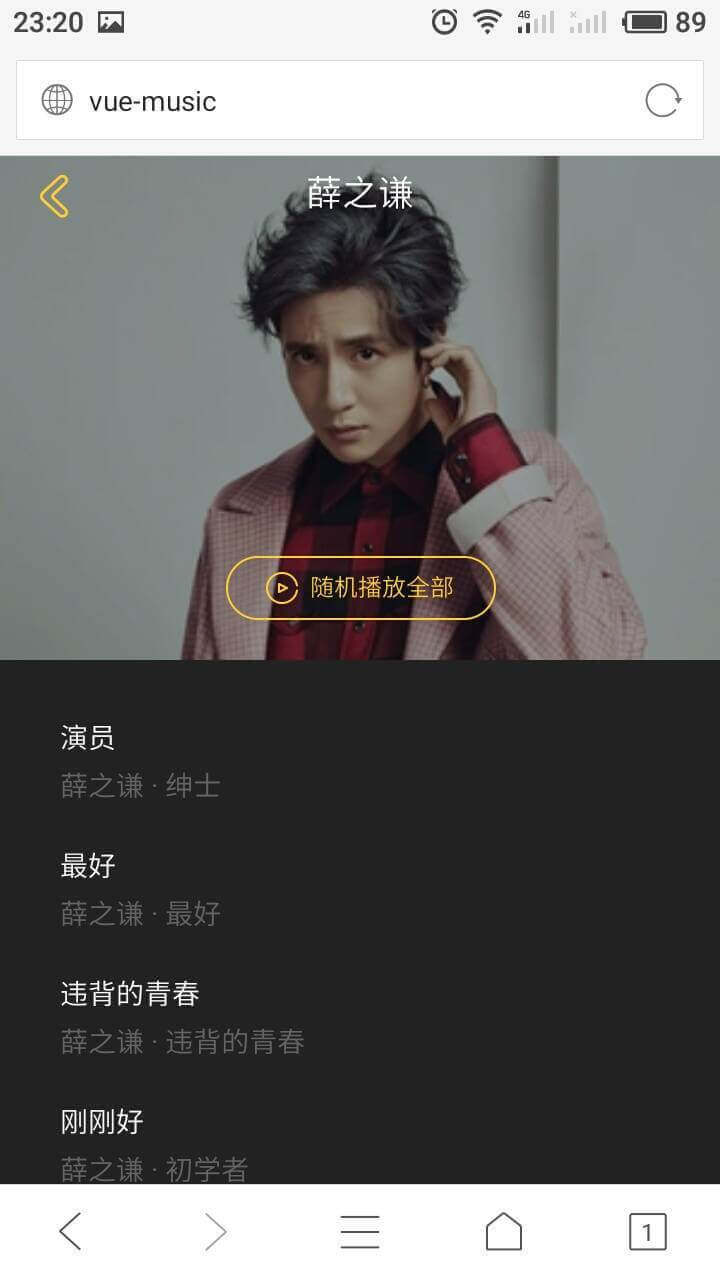 23:20
4G
89
vue-music
薛之谦
随机播放全部
演员
薛之谦 · 绅士
最好
薛之谦 · 最好
违背的青春
薛之谦 · 违背的青春
刚刚好
薛之谦 · 初学者
1